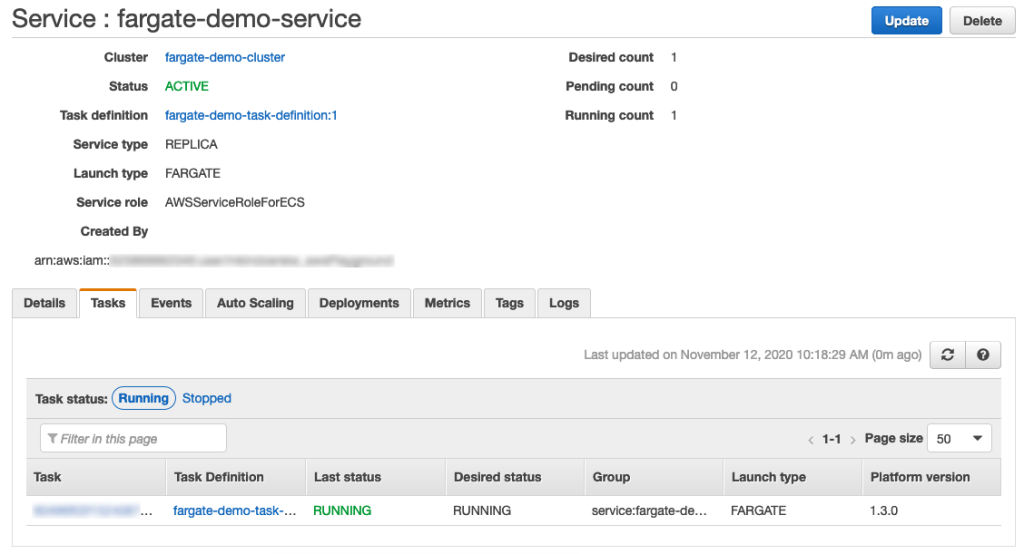 Service : fargate-demo-service
Update
Delete
Cluster fargate-demo-cluster
Desired count 1
Status ACTIVE
Pending count 0
Task definition fargate-demo-task-definition:1
Running count 1
Service type REPLICA
Launch type FARGATE
Service role AWSServiceRoleForECS
Created By
arn:aws:iam::
Details Tasks Events Auto Scaling Deployments Metrics Tags Logs
Last updated on November 12, 2020 10:18:29 AM (0m ago)
Task status: Running Stopped
Filter in this page
1-1 Page size 50
Task Task Definition Last status Desired status Group Launch type Platform version
... fargate-demo-task-... RUNNING RUNNING service:fargate-de... FARGATE 1.3.0